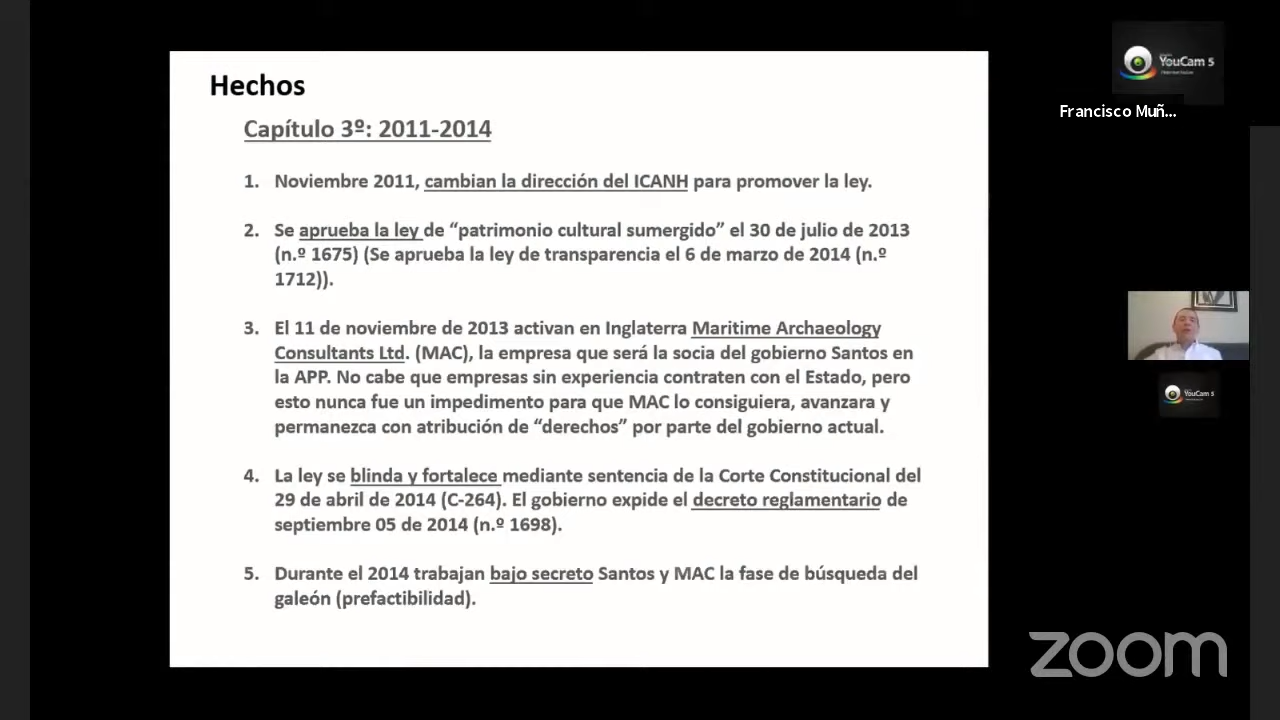 Hechos
Capítulo 3º: 2011-2014
1. Noviembre 2011, cambian la dirección del ICANH para promover la ley.
2. Se aprueba la ley de “patrimonio cultural sumergido” el 30 de julio de 2013
(n.º 1675) (Se aprueba la ley de transparencia el 6 de marzo de 2014 (n.º
1712)).
3. El 11 de noviembre de 2013 activan en Inglaterra Maritime Archaeology
Consultants Ltd. (MAC), la empresa que será la socia del gobierno Santos en
la APP. No cabe que empresas sin experiencia contraten con el Estado, pero
esto nunca fue un impedimento para que MAC lo consiguiera, avanzara y
permanezca con atribución de “derechos” por parte del gobierno actual.
4. La ley se blinda y fortalece mediante sentencia de la Corte Constitucional del
29 de abril de 2014 (C-264). El gobierno expide el decreto reglamentario de
septiembre 05 de 2014 (n.º 1698).
5. Durante el 2014 trabajan bajo secreto Santos y MAC la fase de búsqueda del
galeón (prefactibilidad).
YouCam 5
Francisco Muñ...
YouCam 5
zoom